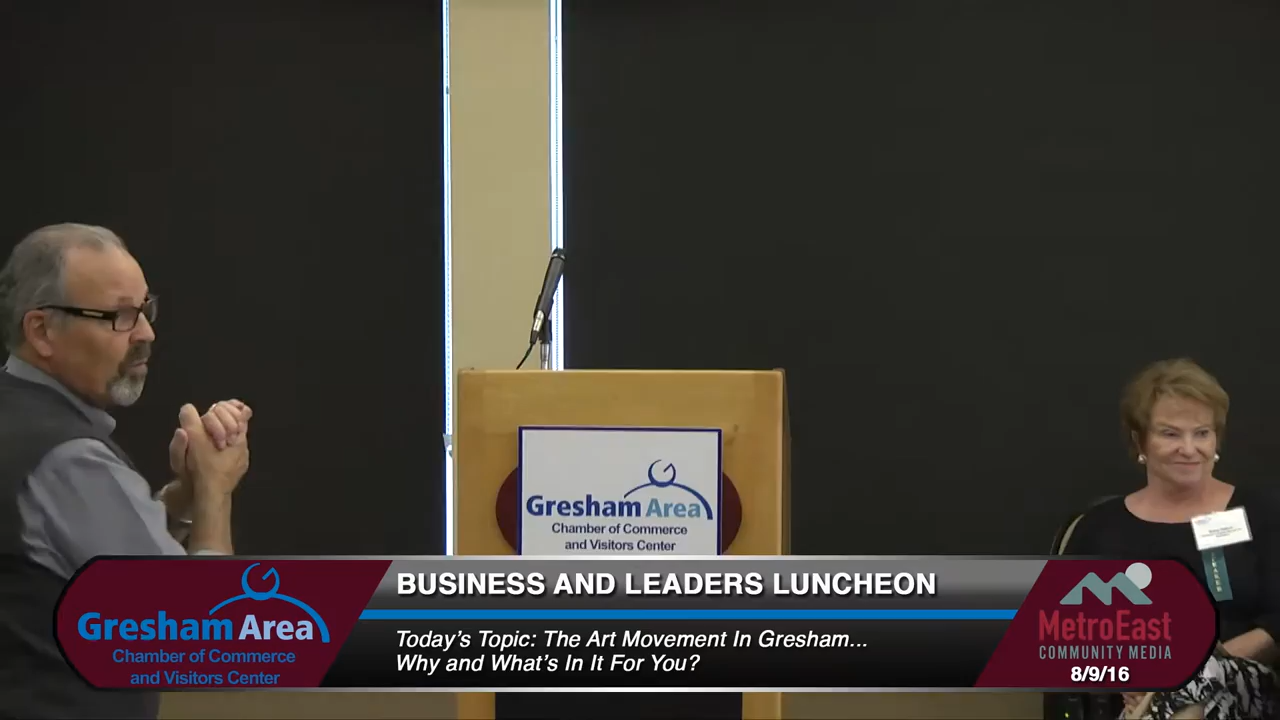 Gresham Area
Chamber of Commerce
and Visitors Center
SPEAKER
Gresham Area
Chamber of Commerce
and Visitors Center
BUSINESS AND LEADERS LUNCHEON
Today's Topic: The Art Movement In Gresham...
Why and What's In It For You?
MetroEast
COMMUNITY MEDIA
8/9/16